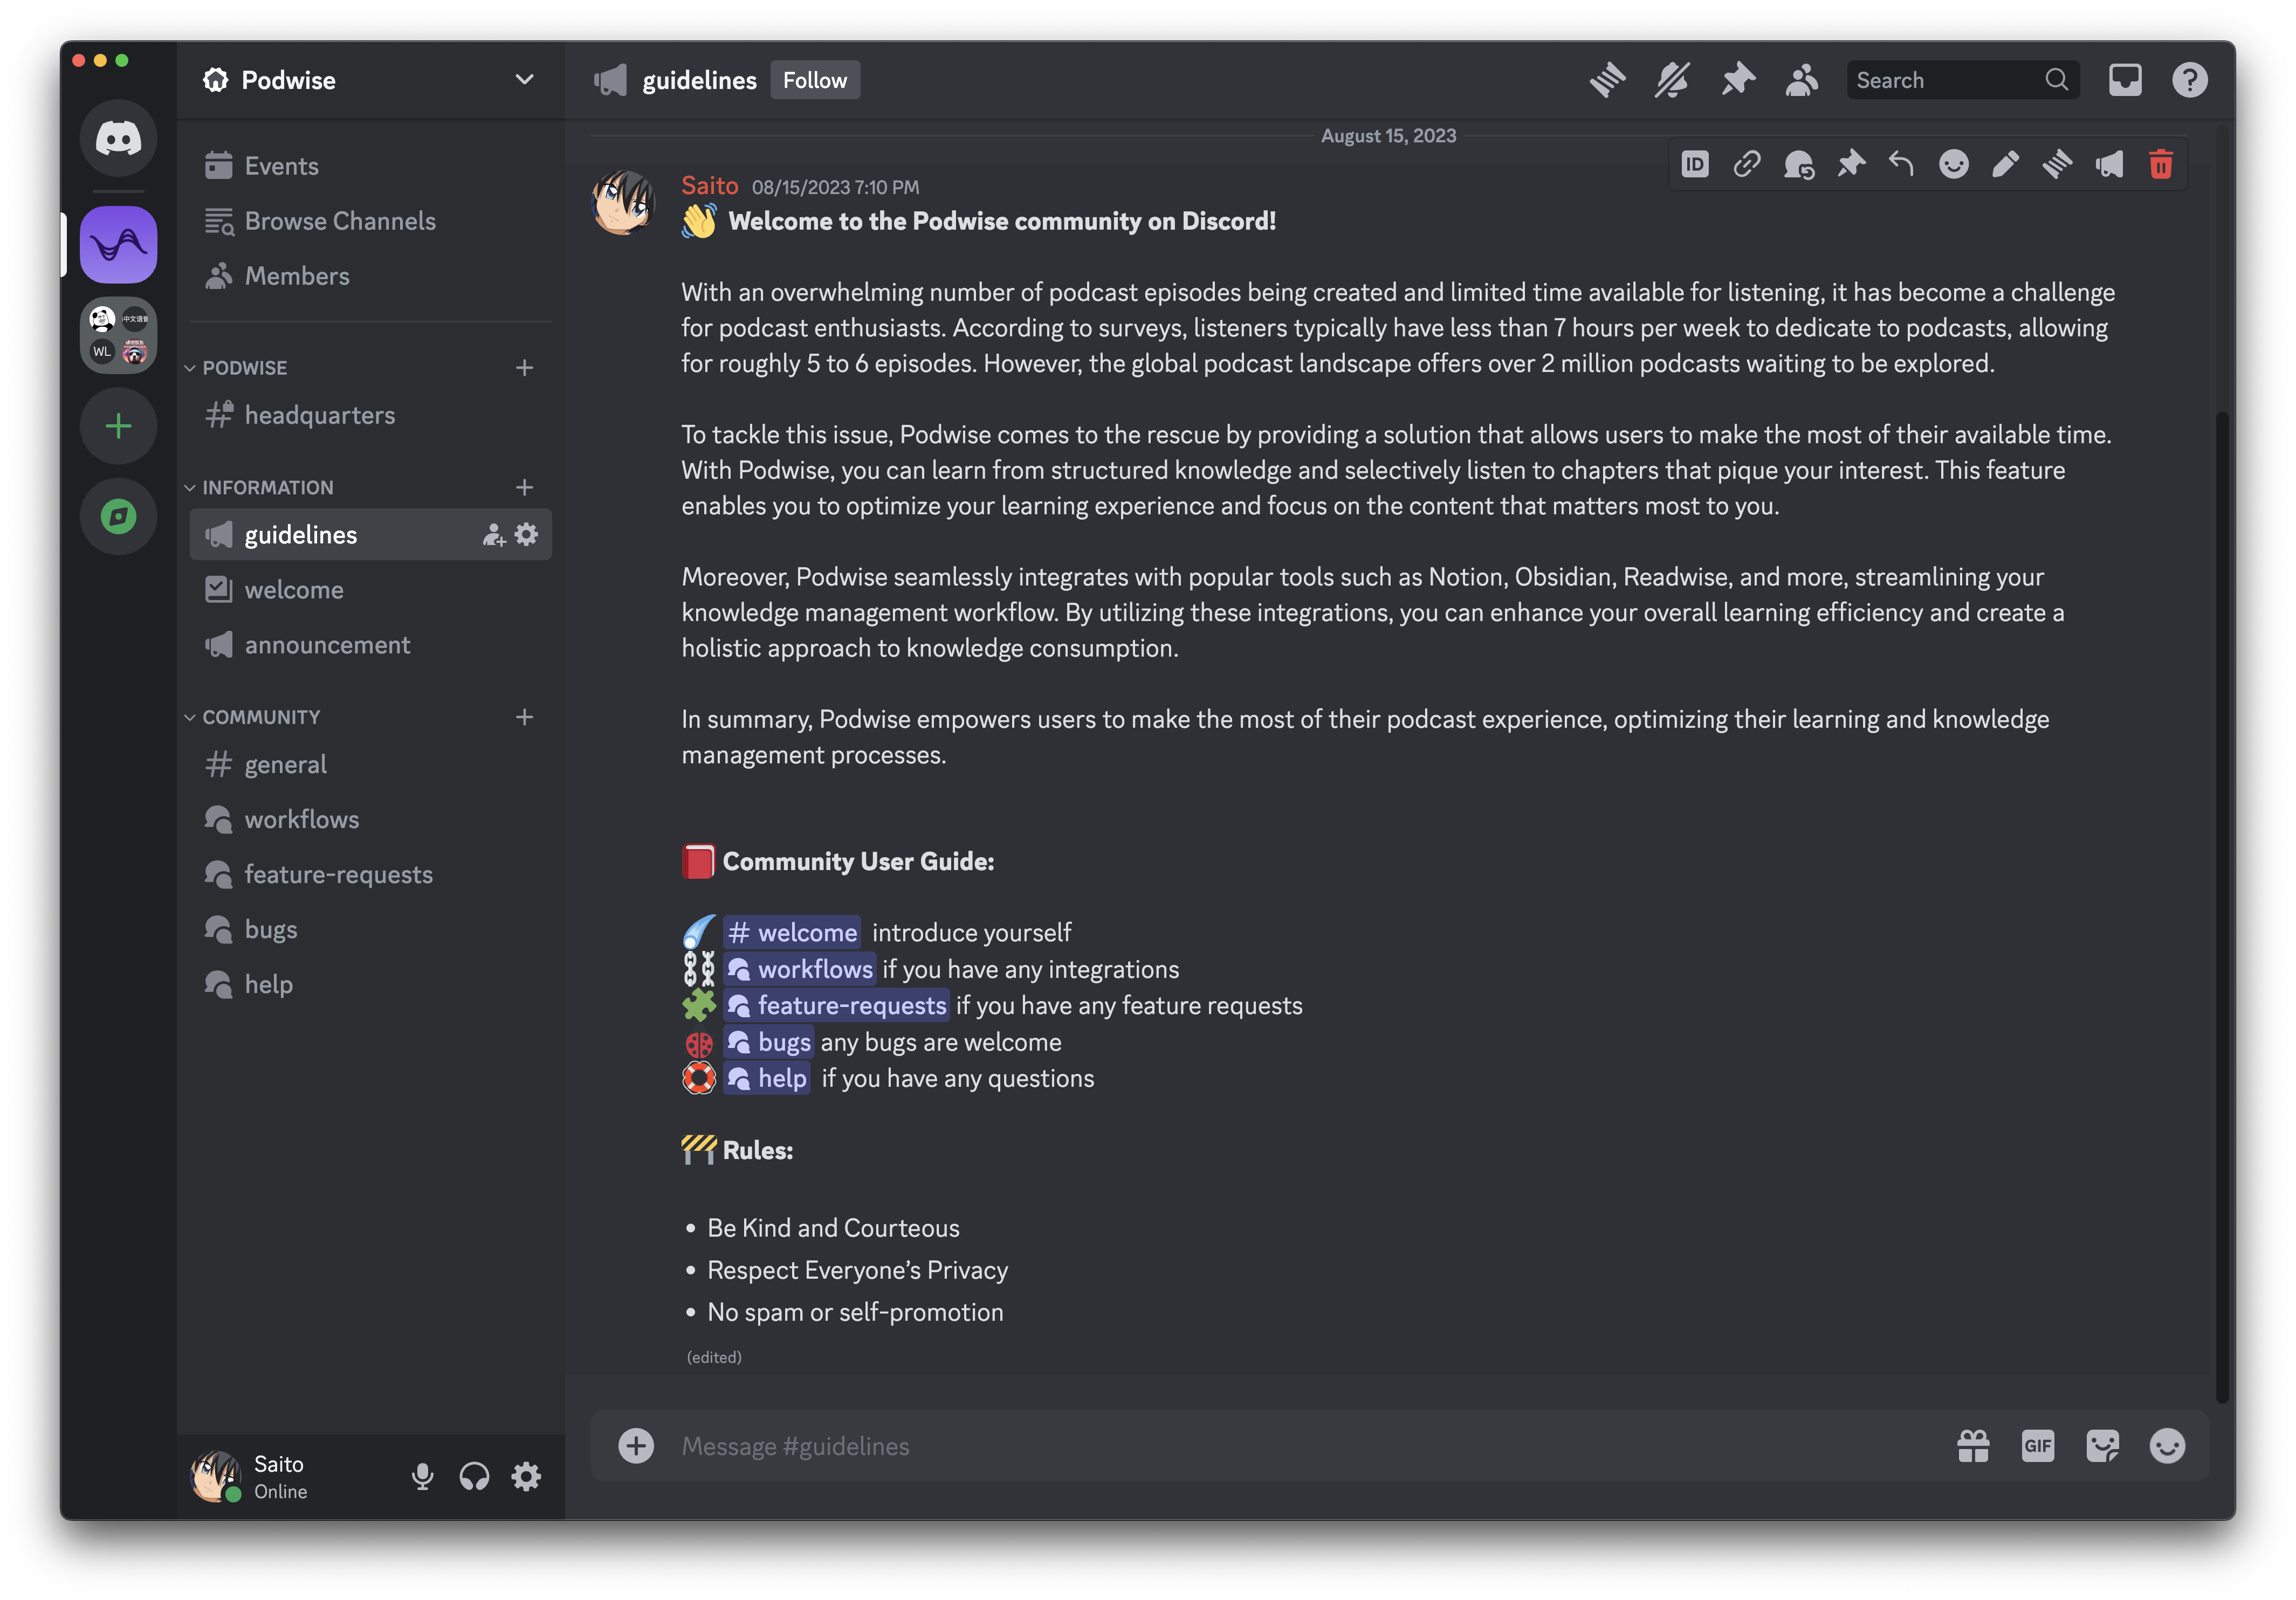 Podwise
Events
Browse Channels
Members
PODWISE
headquarters
INFORMATION
guidelines
welcome
announcement
COMMUNITY
general
workflows
feature-requests
bugs
help
WL
Saito
Online
guidelines
Follow
Search
August 15, 2023
ID
Saito 08/15/2023 7:10 PM
👋 Welcome to the Podwise community on Discord!
With an overwhelming number of podcast episodes being created and limited time available for listening, it has become a challenge
for podcast enthusiasts. According to surveys, listeners typically have less than 7 hours per week to dedicate to podcasts, allowing
for roughly 5 to 6 episodes. However, the global podcast landscape offers over 2 million podcasts waiting to be explored.
To tackle this issue, Podwise comes to the rescue by providing a solution that allows users to make the most of their available time.
With Podwise, you can learn from structured knowledge and selectively listen to chapters that pique your interest. This feature
enables you to optimize your learning experience and focus on the content that matters most to you.
Moreover, Podwise seamlessly integrates with popular tools such as Notion, Obsidian, Readwise, and more, streamlining your
knowledge management workflow. By utilizing these integrations, you can enhance your overall learning efficiency and create a
holistic approach to knowledge consumption.
In summary, Podwise empowers users to make the most of their podcast experience, optimizing their learning and knowledge
management processes.
📕 Community User Guide:
☄️ # welcome introduce yourself
⛓️ workflows if you have any integrations
🧩 feature-requests if you have any feature requests
🐞 bugs any bugs are welcome
🛟 help if you have any questions
🚧 Rules:
• Be Kind and Courteous
• Respect Everyone’s Privacy
• No spam or self-promotion
(edited)
Message #guidelines
GIF